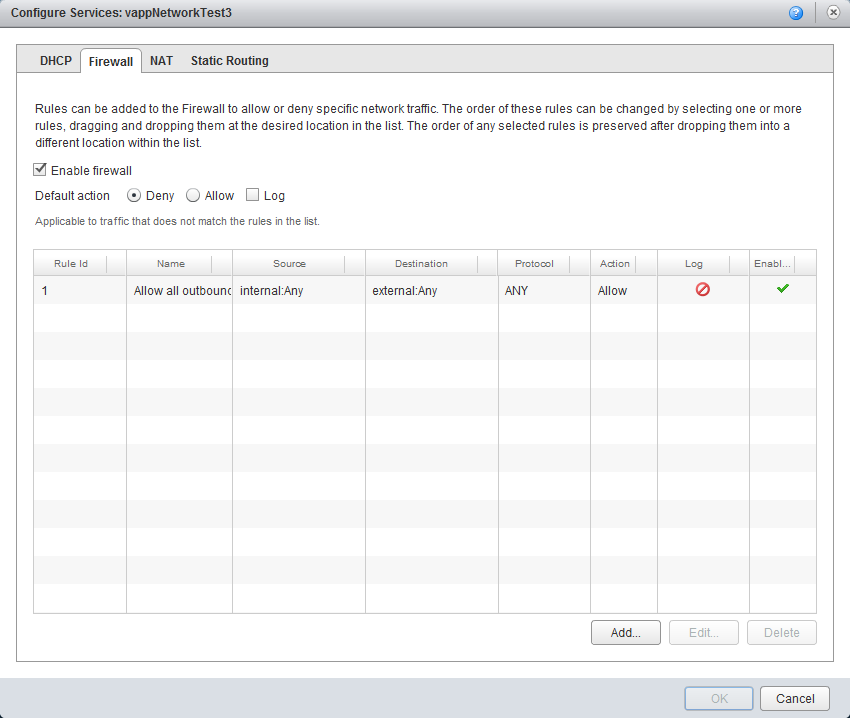 Configure Services: vappNetworkTest3
DHCP Firewall NAT Static Routing
Rules can be added to the Firewall to allow or deny specific network traffic. The order of these rules can be changed by selecting one or more
rules, dragging and dropping them at the desired location in the list. The order of any selected rules is preserved after dropping them into a
different location within the list.
Enable firewall
Default action Deny Allow Log
Applicable to traffic that does not match the rules in the list.
Rule Id Name Source Destination Protocol Action Log Enabl...
1 Allow all outbound internal:Any external:Any ANY Allow
Add... Edit... Delete
OK Cancel